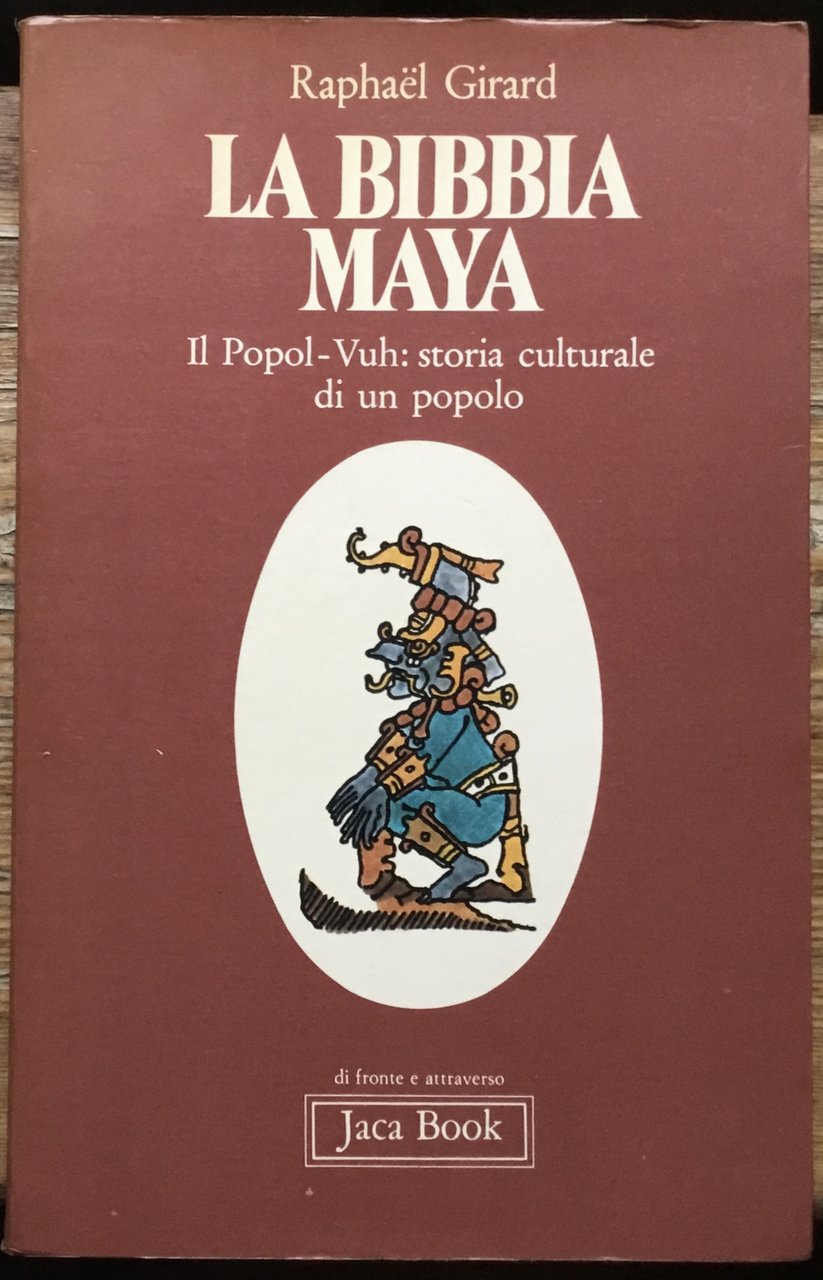 Raphaël Girard
LA BIBBIA
MAYA
Il Popol-Vuh: storia culturale
di un popolo
di fronte e attraverso
Jaca Book